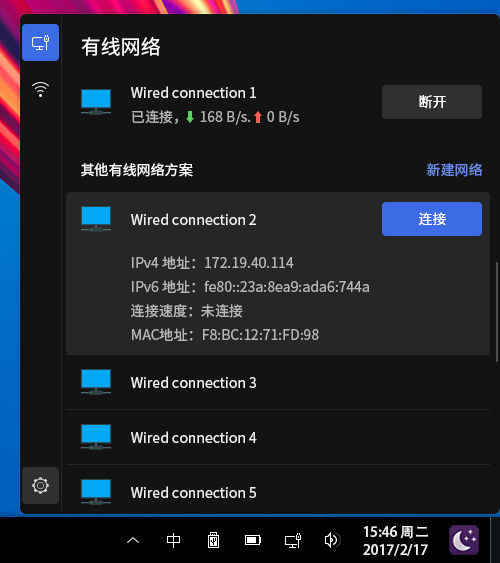 有线网络
Wired connection 1
断开
已连接，168 B/s. 0 B/s
其他有线网络方案
新建网络
Wired connection 2
连接
IPv4 地址：172.19.40.114
IPv6 地址：fe80::23a:8ea9:ada6:744a
连接速度：未连接
MAC地址：F8:BC:12:71:FD:98
Wired connection 3
Wired connection 4
Wired connection 5
中
15:46 周二
2017/2/17